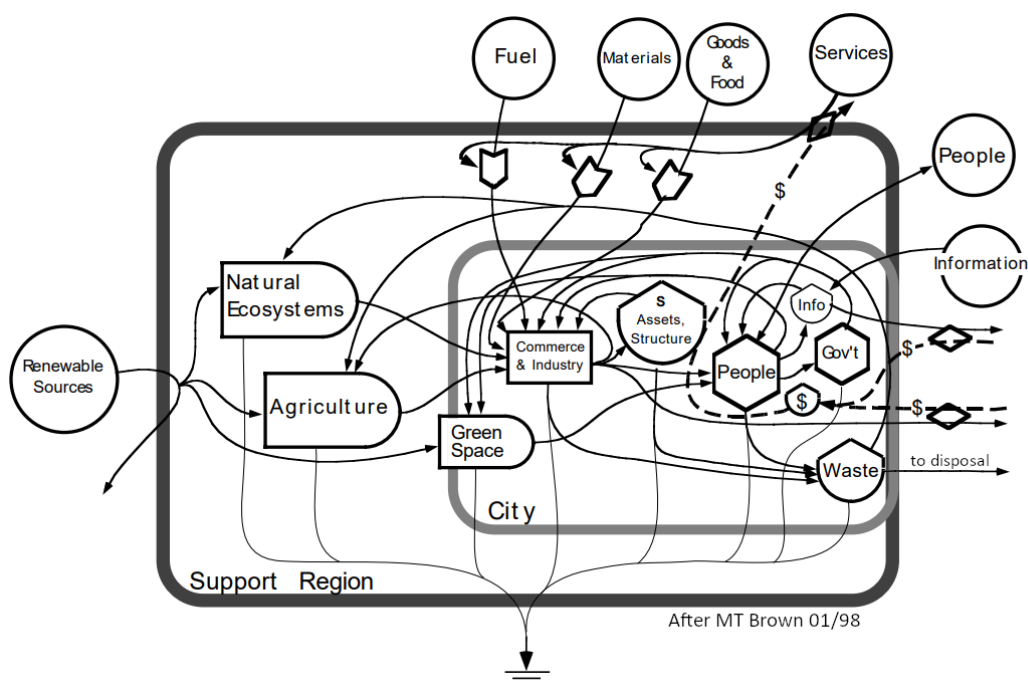 Fuel
Materials
Goods
&
Food
Services
People
$
Information
Natural
Ecosystems
S
Assets,
Structure
Info
Renewable
Sources
Commerce
& Industry
People
Gov't
$
Agriculture
$
$
Green
Space
Waste
to disposal
City
Support Region
After MT Brown 01/98